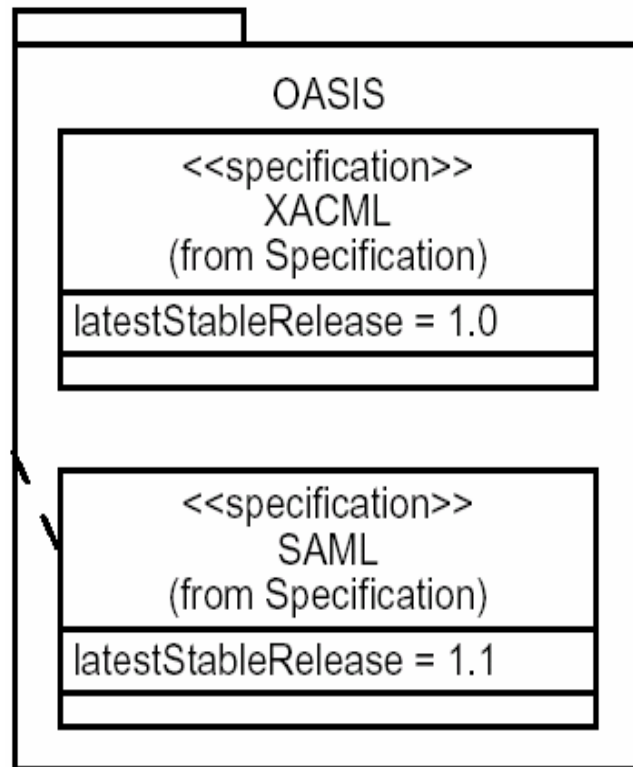 OASIS
<<specification>>
XACML
(from Specification)
latestStableRelease = 1.0
<<specification>>
SAML
(from Specification)
latestStableRelease = 1.1